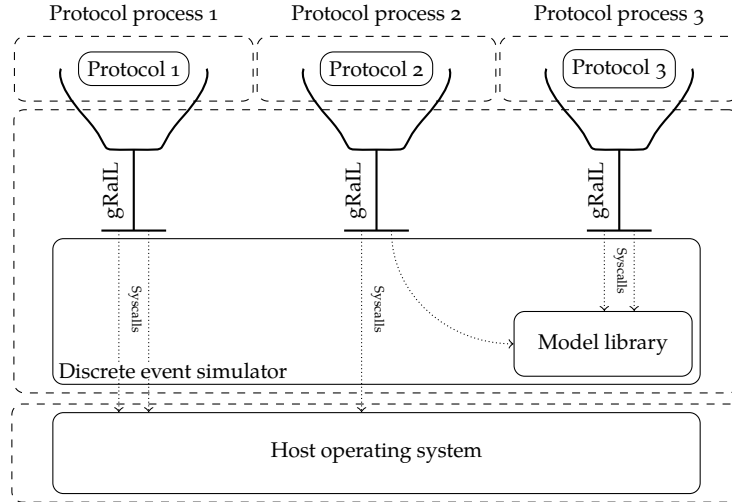 Protocol process 1
Protocol process 2
Protocol process 3
Protocol 1
Protocol 2
Protocol 3
gRaIL
gRaIL
gRaIL
Syscalls
Syscalls
Syscalls
Model library
Discrete event simulator
Host operating system